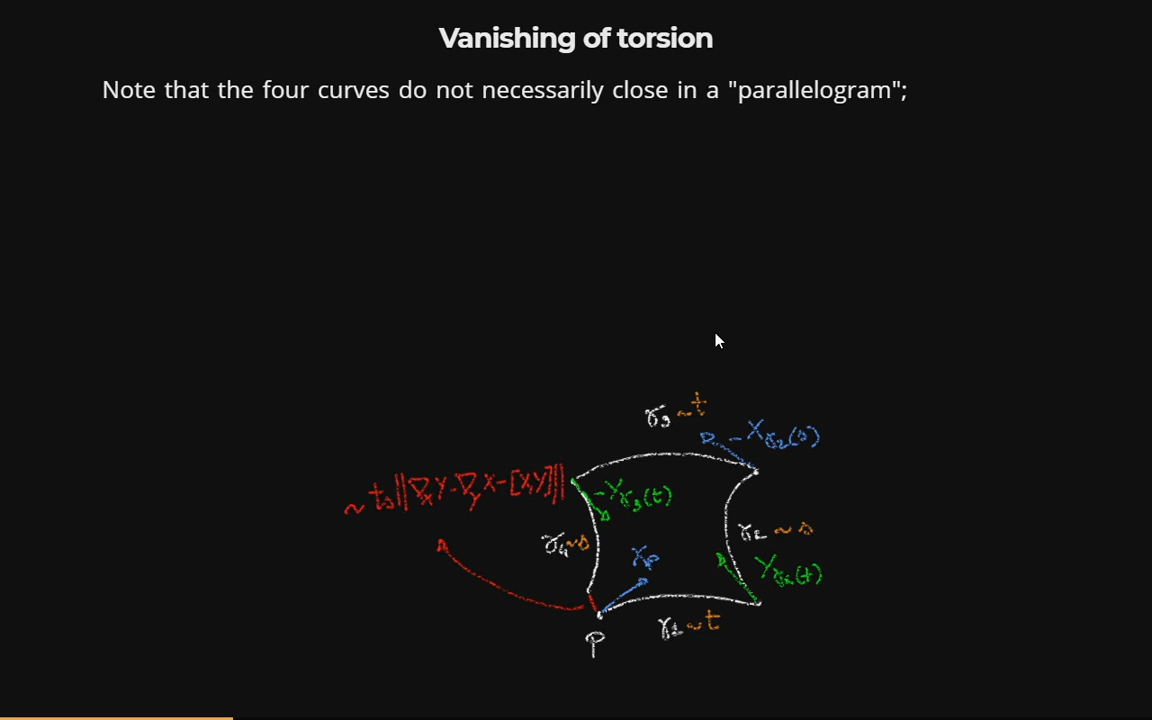 Vanishing of torsion
Note that the four curves do not necessarily close in a "parallelogram";
γ₃ ~ t
-X_γ₂(s)
~ ts||∇_X Y - ∇_Y X - [X,Y]||
-Y_γ₃(t)
γ₂ ~ s
γ₄ ~ s
X_P
Y_γ₁(t)
γ₁ ~ t
P